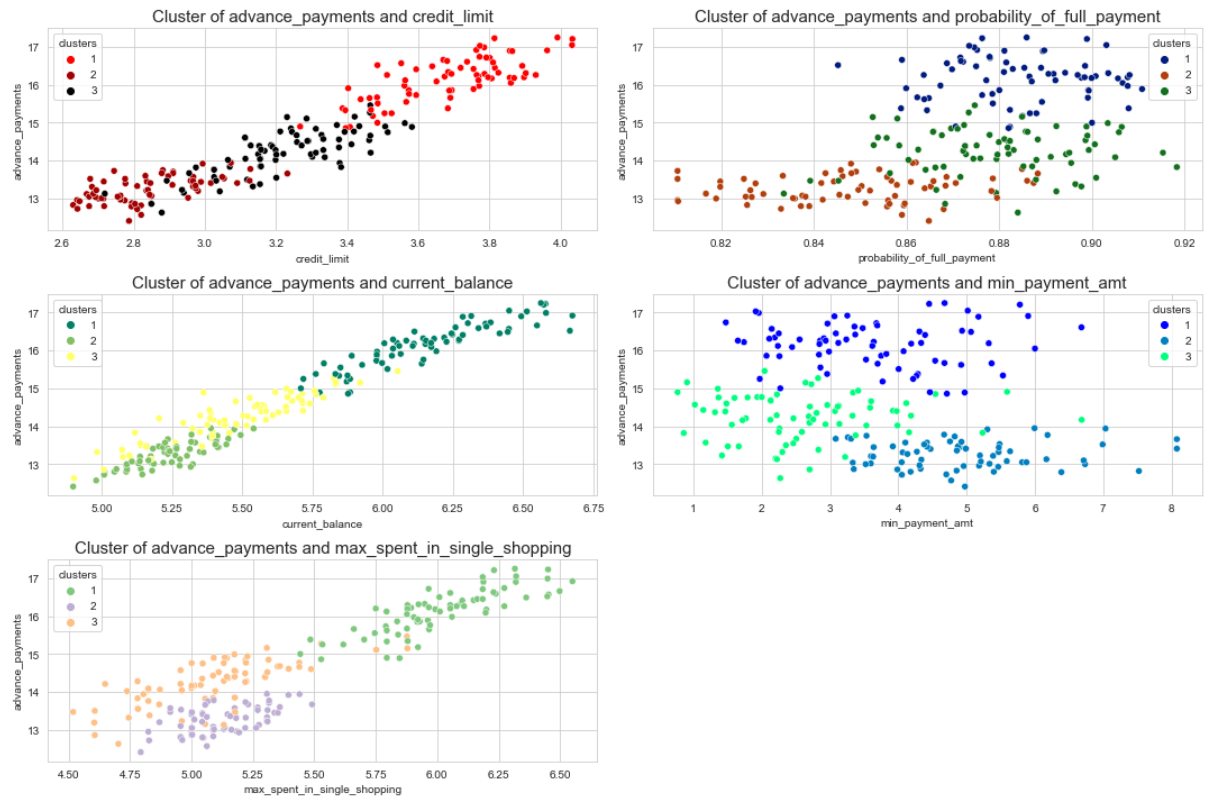 Cluster of advance_payments and credit_limit
clusters
1
2
3
advance_payments
17
16
15
14
13
2.6 2.8 3.0 3.2 3.4 3.6 3.8 4.0
credit_limit
Cluster of advance_payments and probability_of_full_payment
clusters
1
2
3
advance_payments
17
16
15
14
13
0.82 0.84 0.86 0.88 0.90 0.92
probability_of_full_payment
Cluster of advance_payments and current_balance
clusters
1
2
3
advance_payments
17
16
15
14
13
5.00 5.25 5.50 5.75 6.00 6.25 6.50 6.75
current_balance
Cluster of advance_payments and min_payment_amt
clusters
1
2
3
advance_payments
17
16
15
14
13
1 2 3 4 5 6 7 8
min_payment_amt
Cluster of advance_payments and max_spent_in_single_shopping
clusters
1
2
3
advance_payments
17
16
15
14
13
4.50 4.75 5.00 5.25 5.50 5.75 6.00 6.25 6.50
max_spent_in_single_shopping